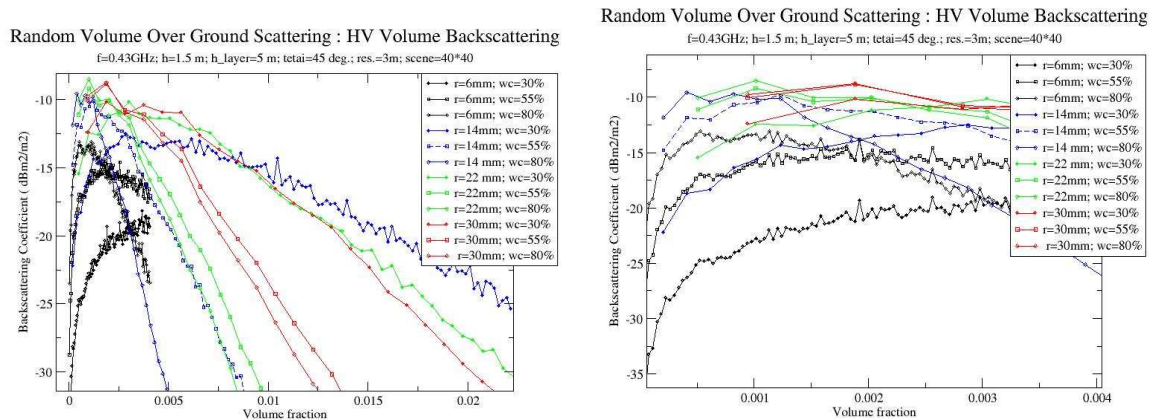 Random Volume Over Ground Scattering : HV Volume Backscattering
f=0.43GHz; h=1.5 m; h_layer=5 m; tetai=45 deg.; res.=3m; scene=40*40
r=6mm; wc=30%
r=6mm; wc=55%
r=6mm; wc=80%
r=14mm; wc=30%
r=14mm; wc=55%
r=14 mm; wc=80%
r=22 mm; wc=30%
r=22mm; wc=55%
r=22mm; wc=80%
r=30mm; wc=30%
r=30mm; wc=55%
r=30mm; wc=80%
Backscattering Coefficient ( dBm2/m2)
-10
-15
-20
-25
-30
0
0.005
0.01
0.015
0.02
Volume fraction
Random Volume Over Ground Scattering : HV Volume Backscattering
f=0.43GHz; h=1.5 m; h_layer=5 m; tetai=45 deg.; res.=3m; scene=40*40
r=6mm; wc=30%
r=6mm; wc=55%
r=6mm; wc=80%
r=14mm; wc=30%
r=14mm; wc=55%
r=14 mm; wc=80%
r=22 mm; wc=30%
r=22mm; wc=55%
r=22mm; wc=80%
r=30mm; wc=30%
r=30mm; wc=55%
r=30mm; wc=80%
Backscattering Coefficient ( dBm2/m2)
-10
-15
-20
-25
-30
-35
0.001
0.002
0.003
0.004
Volume fraction